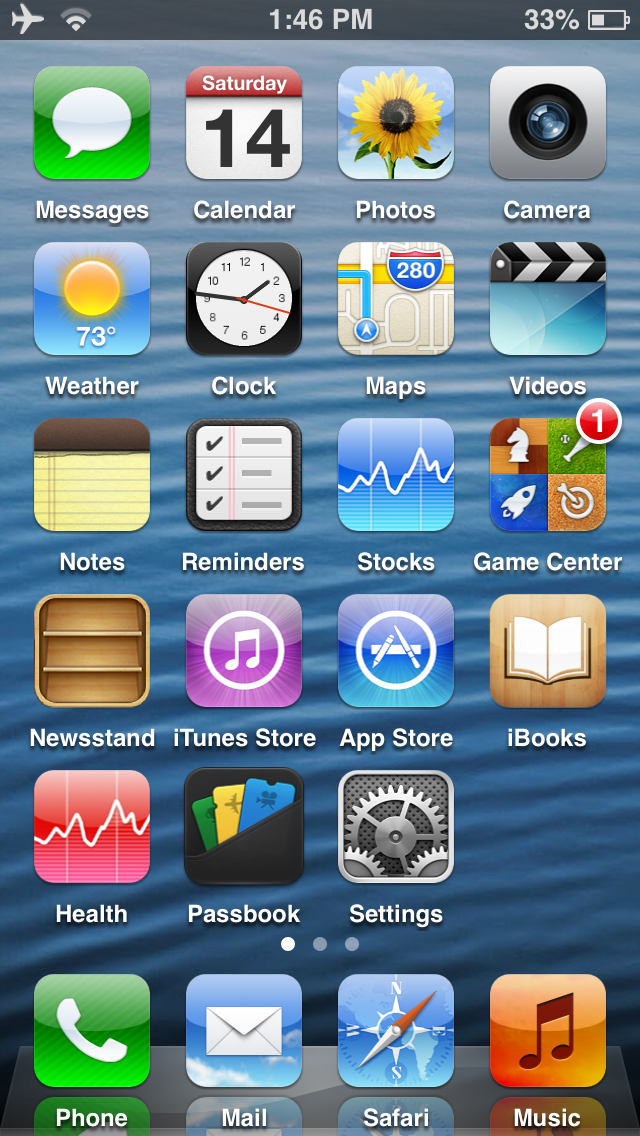 1:46 PM 33%
Saturday
14
Messages Calendar Photos Camera
73°
12
11 1
10 2
9 3
8 4
7 5
6
280
Weather Clock Maps Videos
1
Notes Reminders Stocks Game Center
Newsstand iTunes Store App Store iBooks
Health Passbook Settings
N
S
Phone Mail Safari Music